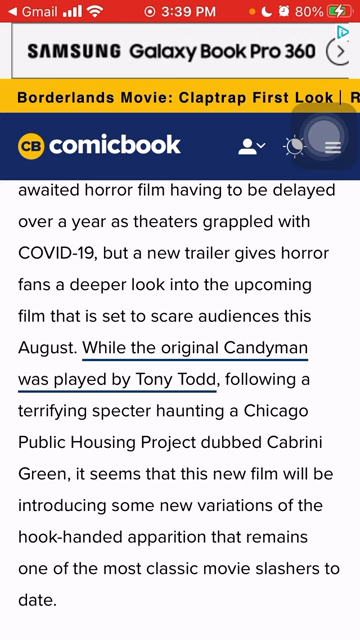 Gmail 3:39 PM 80%
SAMSUNG Galaxy Book Pro 360
Borderlands Movie: Claptrap First Look | R
CB comicbook
awaited horror film having to be delayed
over a year as theaters grappled with
COVID-19, but a new trailer gives horror
fans a deeper look into the upcoming
film that is set to scare audiences this
August. While the original Candyman
was played by Tony Todd, following a
terrifying specter haunting a Chicago
Public Housing Project dubbed Cabrini
Green, it seems that this new film will be
introducing some new variations of the
hook-handed apparition that remains
one of the most classic movie slashers to
date.